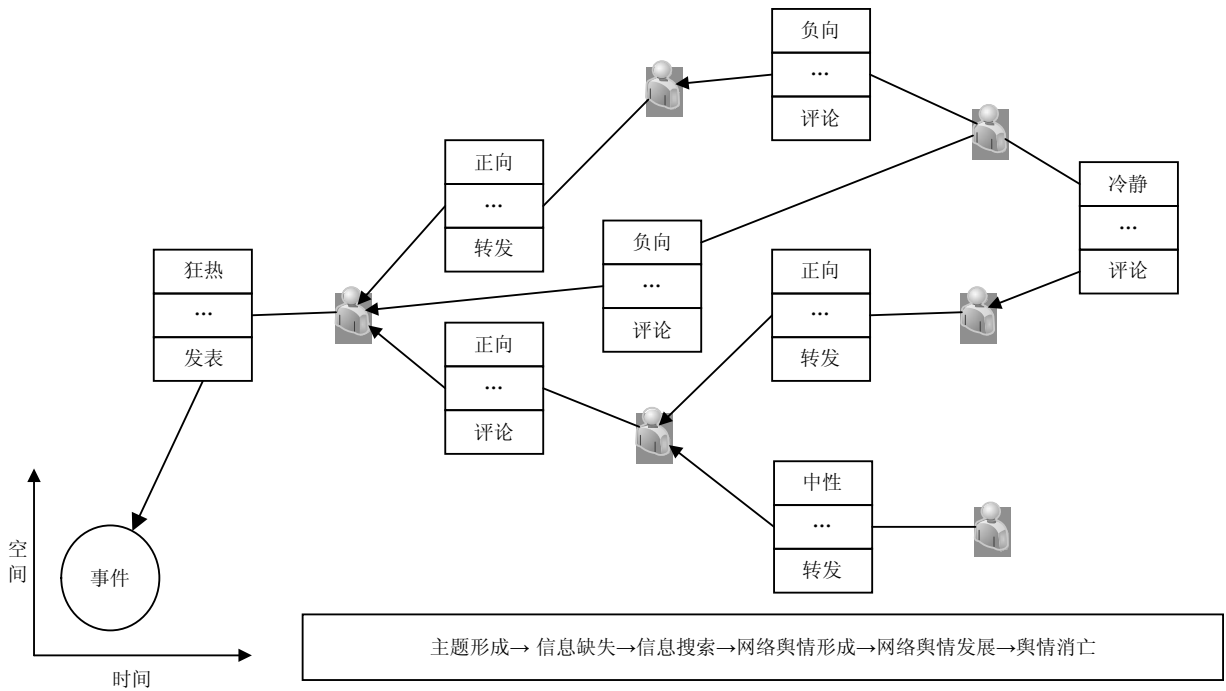 负向
…
评论
正向
…
转发
冷静
…
评论
负向
…
评论
狂热
…
发表
正向
…
转发
正向
…
评论
中性
…
转发
空间
事件
时间
主题形成→ 信息缺失→信息搜索→网络舆情形成→网络舆情发展→舆情消亡